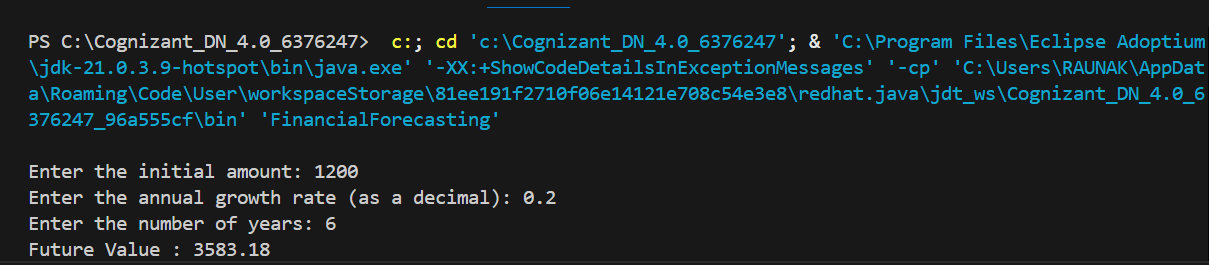 PS C:\Cognizant_DN_4.0_6376247>  c:; cd 'c:\Cognizant_DN_4.0_6376247'; & 'C:\Program Files\Eclipse Adoptium
\jdk-21.0.3.9-hotspot\bin\java.exe' '-XX:+ShowCodeDetailsInExceptionMessages' '-cp' 'C:\Users\RAUNAK\AppDat
a\Roaming\Code\User\workspaceStorage\81ee191f2710f06e14121e708c54e3e8\redhat.java\jdt_ws\Cognizant_DN_4.0_6
376247_96a555cf\bin' 'FinancialForecasting'
Enter the initial amount: 1200
Enter the annual growth rate (as a decimal): 0.2
Enter the number of years: 6
Future Value : 3583.18